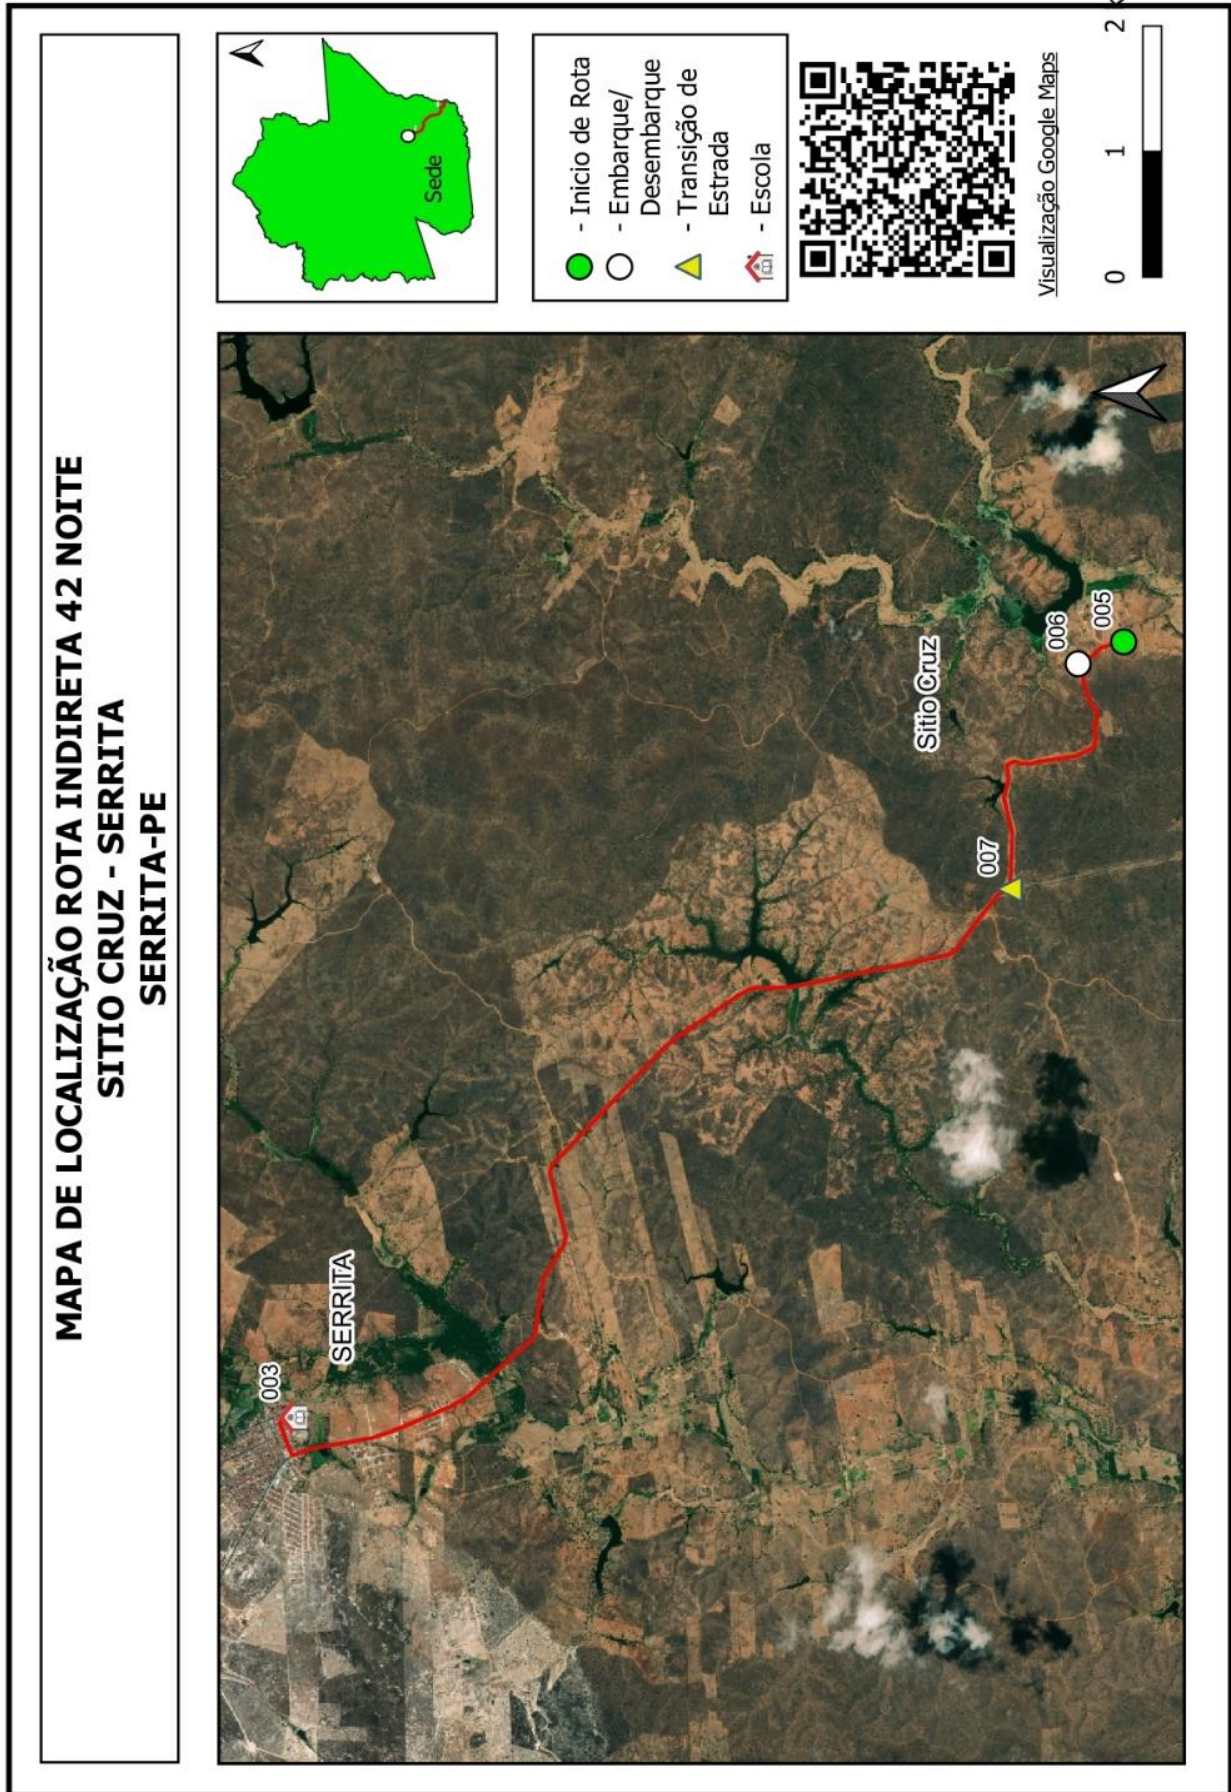 MAPA DE LOCALIZAÇÃO ROTA INDIRETA 42 NOITE
SITIO CRUZ - SERRITA
SERRITA-PE
003
SERRITA
007
Sitio Cruz
006
005
Sede
- Inicio de Rota
- Embarque/
Desembarque
- Transição de
Estrada
- Escola
Visualização Google Maps
0 1 2